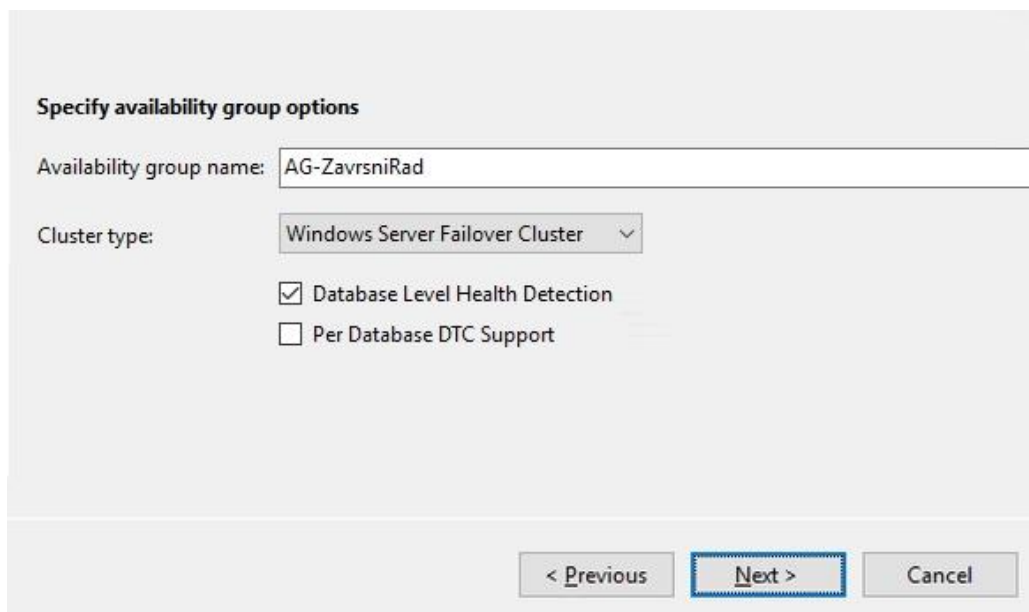 Specify availability group options
Availability group name: AG-ZavrsniRad
Cluster type: Windows Server Failover Cluster
Database Level Health Detection
Per Database DTC Support
< Previous Next > Cancel